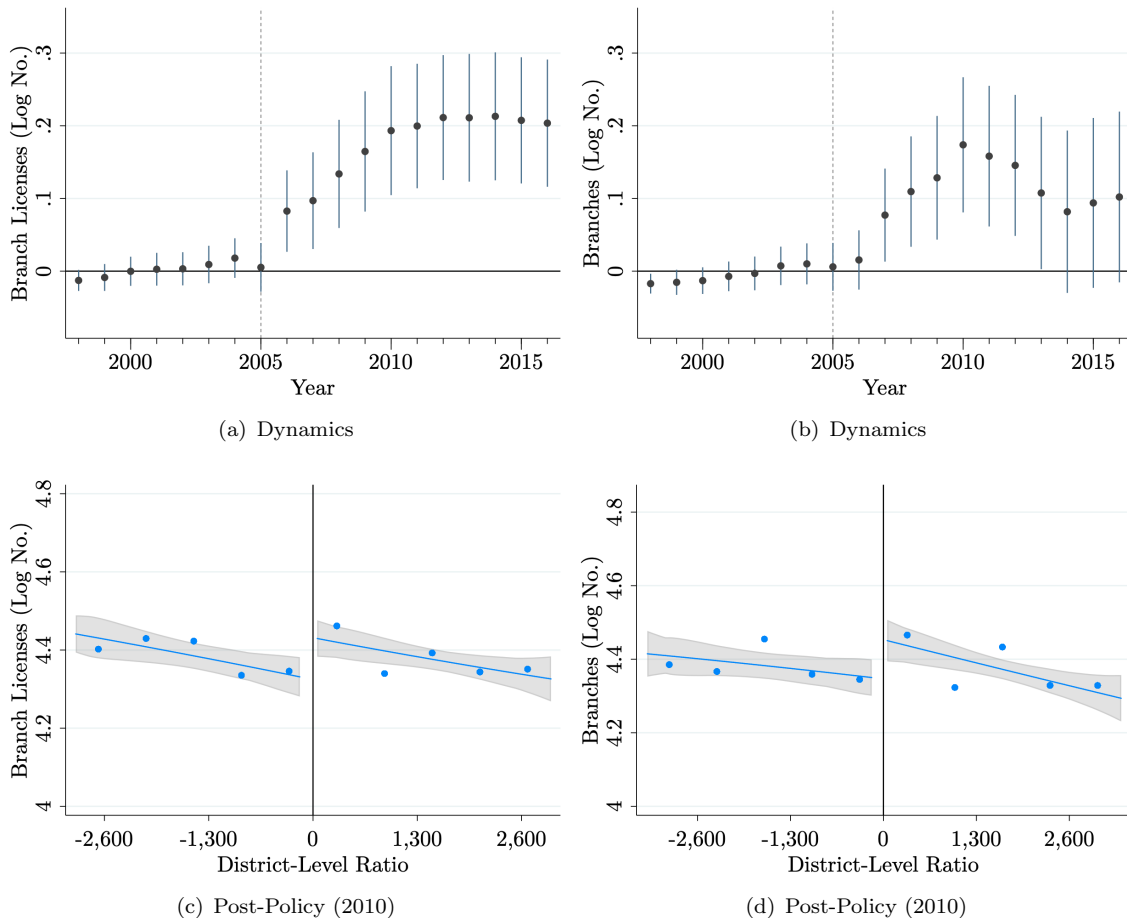 Branch Licenses (Log No.)
.3
.2
.1
0
2000 2005 2010 2015
Year
(a) Dynamics
Branches (Log No.)
.3
.2
.1
0
2000 2005 2010 2015
Year
(b) Dynamics
Branch Licenses (Log No.)
4.8
4.6
4.4
4.2
4
-2,600 -1,300 0 1,300 2,600
District-Level Ratio
(c) Post-Policy (2010)
Branches (Log No.)
4.8
4.6
4.4
4.2
4
-2,600 -1,300 0 1,300 2,600
District-Level Ratio
(d) Post-Policy (2010)